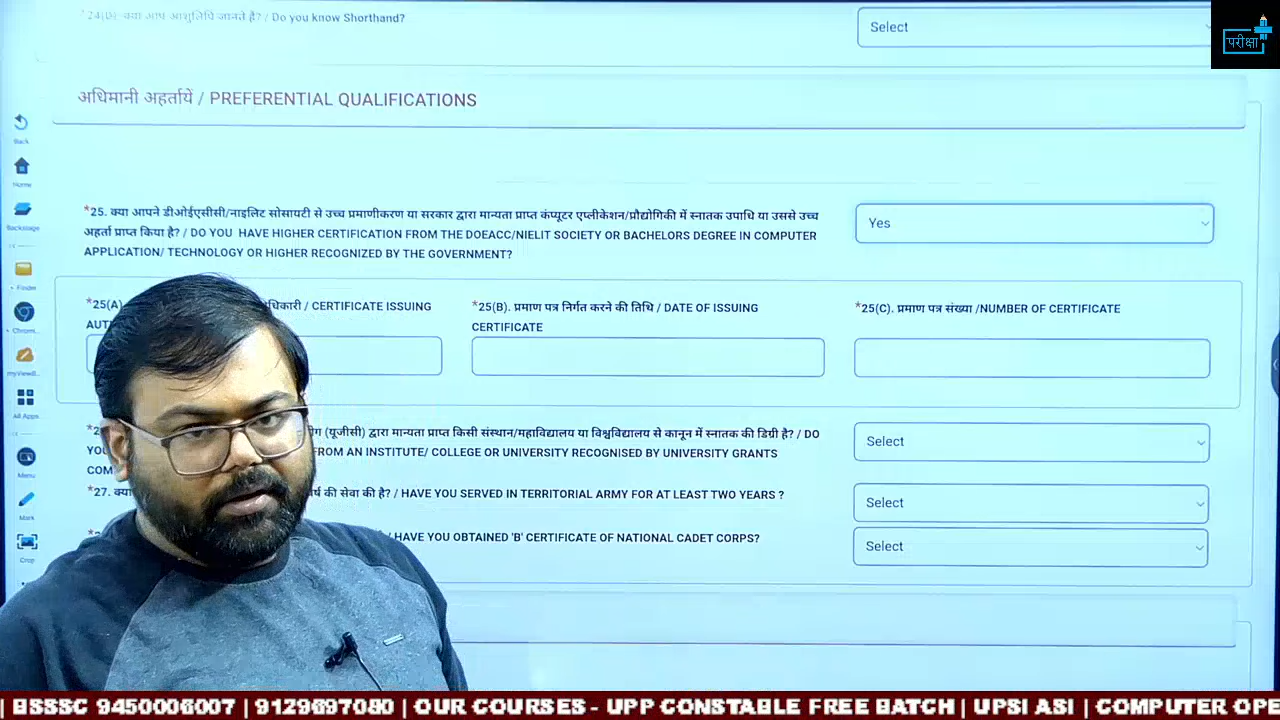 *24(D). क्या आप आशुलिपि जानते है? / Do you know Shorthand?
Select
परीक्षा
अधिमानी अहर्तायें / PREFERENTIAL QUALIFICATIONS
Back
Home
Backstage
Finder
Chrom...
myViewB...
All Apps
Menu
Mark
Crop
*25. क्या आपने डीओईएसीसी/नाइलिट सोसायटी से उच्च प्रमाणीकरण या सरकार द्वारा मान्यता प्राप्त कंप्यूटर एप्लीकेशन/प्रौद्योगिकी में स्नातक उपाधि या उससे उच्च
अहर्ता प्राप्त किया है? / DO YOU HAVE HIGHER CERTIFICATION FROM THE DOEACC/NIELIT SOCIETY OR BACHELORS DEGREE IN COMPUTER
APPLICATION/ TECHNOLOGY OR HIGHER RECOGNIZED BY THE GOVERNMENT?
Yes
*25(A) धिकारी / CERTIFICATE ISSUING
AUT
*25(B). प्रमाण पत्र निर्गत करने की तिथि / DATE OF ISSUING
CERTIFICATE
*25(C). प्रमाण पत्र संख्या /NUMBER OF CERTIFICATE
(यूजीसी) द्वारा मान्यता प्राप्त किसी संस्थान/महाविद्यालय या विश्वविद्यालय से कानून में स्नातक की डिग्री है? / DO
YOU FROM AN INSTITUTE/ COLLEGE OR UNIVERSITY RECOGNISED BY UNIVERSITY GRANTS
COM
Select
*27. क्या र्ष की सेवा की है? / HAVE YOU SERVED IN TERRITORIAL ARMY FOR AT LEAST TWO YEARS ?
Select
/ HAVE YOU OBTAINED 'B' CERTIFICATE OF NATIONAL CADET CORPS?
Select
| BSSSC 9450006007 | 9129697080 | OUR COURSES - UPP CONSTABLE FREE BATCH | UPSI ASI | COMPUTER OPE